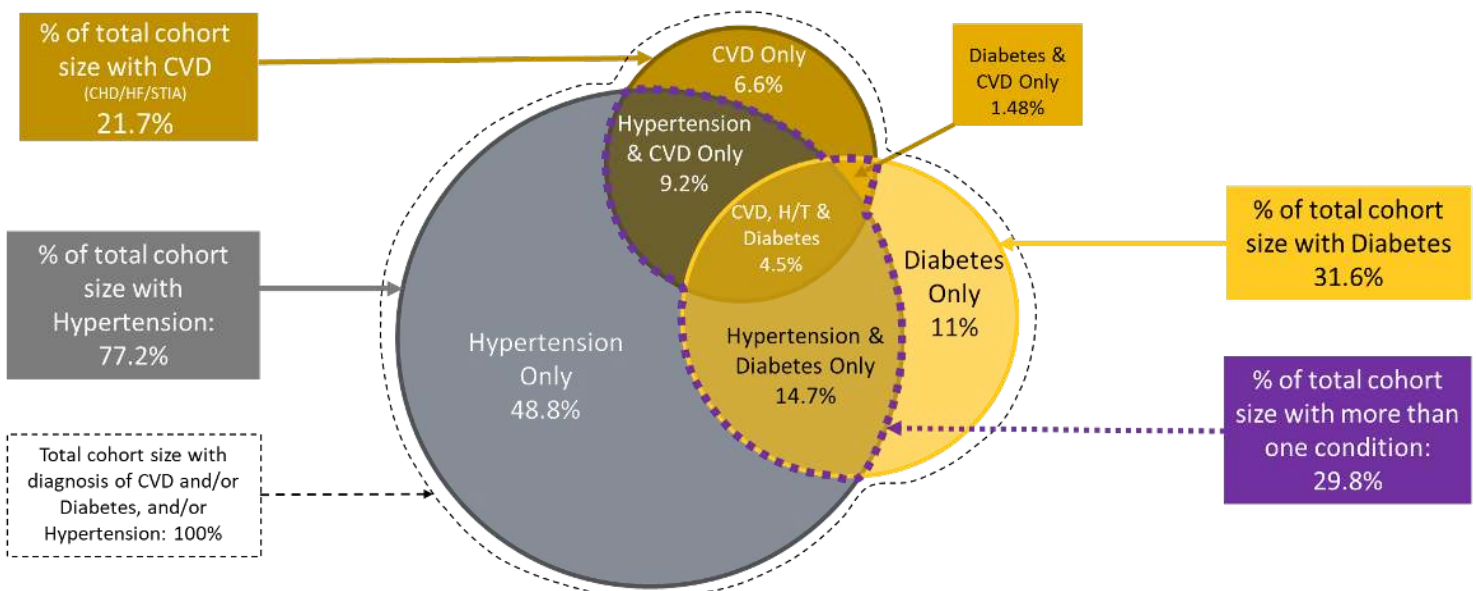 % of total cohort
size with CVD
(CHD/HF/STIA)
21.7%
CVD Only
6.6%
Diabetes &
CVD Only
1.48%
Hypertension
& CVD Only
9.2%
% of total cohort
size with Diabetes
31.6%
% of total cohort
size with
Hypertension:
77.2%
CVD, H/T &
Diabetes
4.5%
Diabetes
Only
11%
Hypertension
Only
48.8%
Hypertension &
Diabetes Only
14.7%
% of total cohort
size with more than
one condition:
29.8%
Total cohort size with
diagnosis of CVD and/or
Diabetes, and/or
Hypertension: 100%